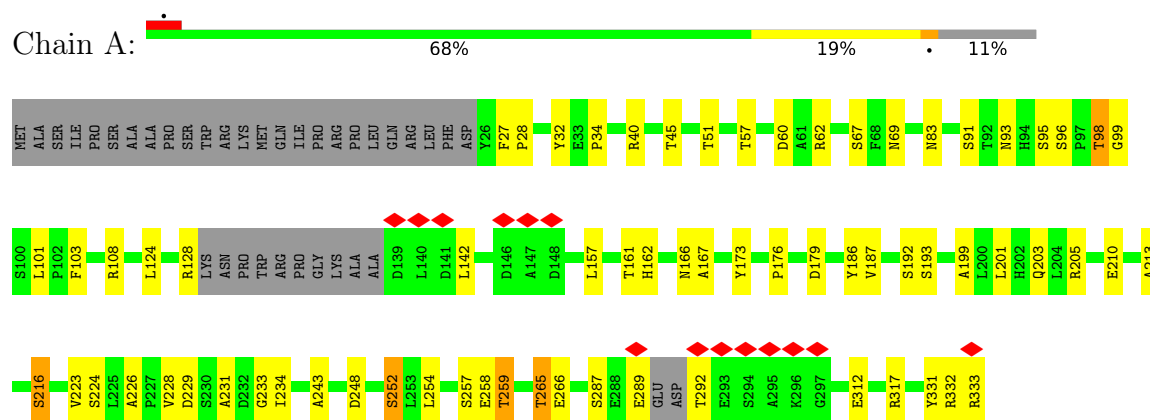 Chain A:
68% 19% • 11%
MET ALA SER ILE PRO SER ALA ALA PRO SER TRP ARG LYS MET GLN ILE PRO ARG PRO LEU GLN ARG LEU PHE ASP Y26 F27 P28 Y32 E33 P34 R40 T45 T51 T57 D60 A61 R62 S67 F68 N69 N83 S91 T92 N93 H94 S95 S96 P97 T98 G99
S100 L101 P102 F103 R108 L124 R128 LYS ASN PRO TRP ARG PRO GLY LYS ALA ALA D139 L140 D141 L142 D146 A147 D148 L157 T161 H162 N166 A167 Y173 P176 D179 Y186 V187 S192 S193 A199 L200 L201 H202 Q203 L204 R205 E210 A213
S216 V223 S224 L225 A226 P227 V228 D229 S230 A231 D232 G233 I234 A243 D248 S252 L253 L254 S257 E258 T259 T265 E266 S287 E288 E289 GLU ASP T292 E293 S294 A295 K296 G297 E312 R317 Y331 R332 R333